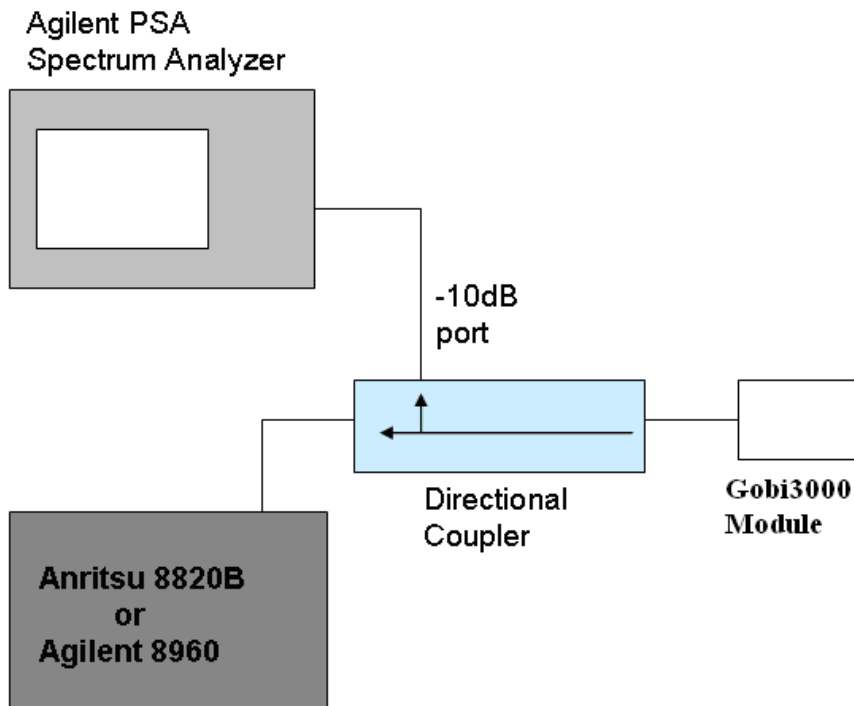 Agilent PSA
Spectrum Analyzer
-10dB
port
Directional
Coupler
Gobi3000
Module
Anritsu 8820B
or
Agilent 8960